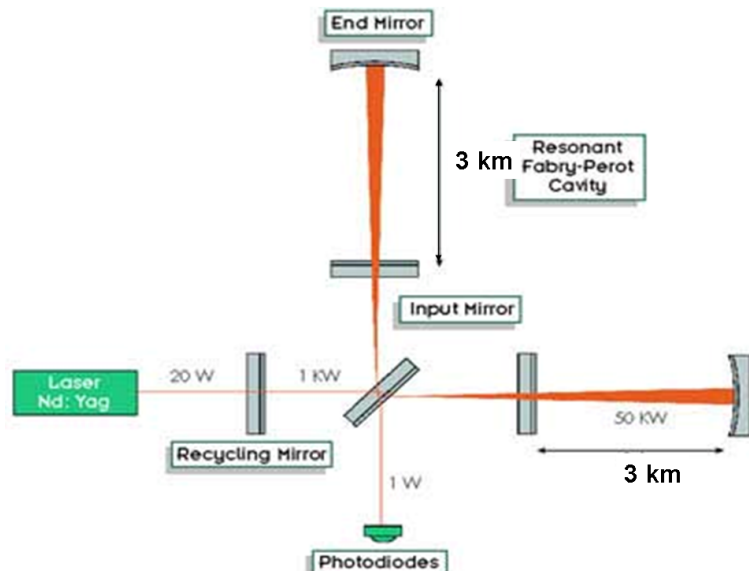 End Mirror
3 km
Resonant
Fabry-Perot
Cavity
Input Mirror
Laser
Nd: Yag
20 W
1 KW
50 KW
3 km
Recycling Mirror
1 W
Photodiodes